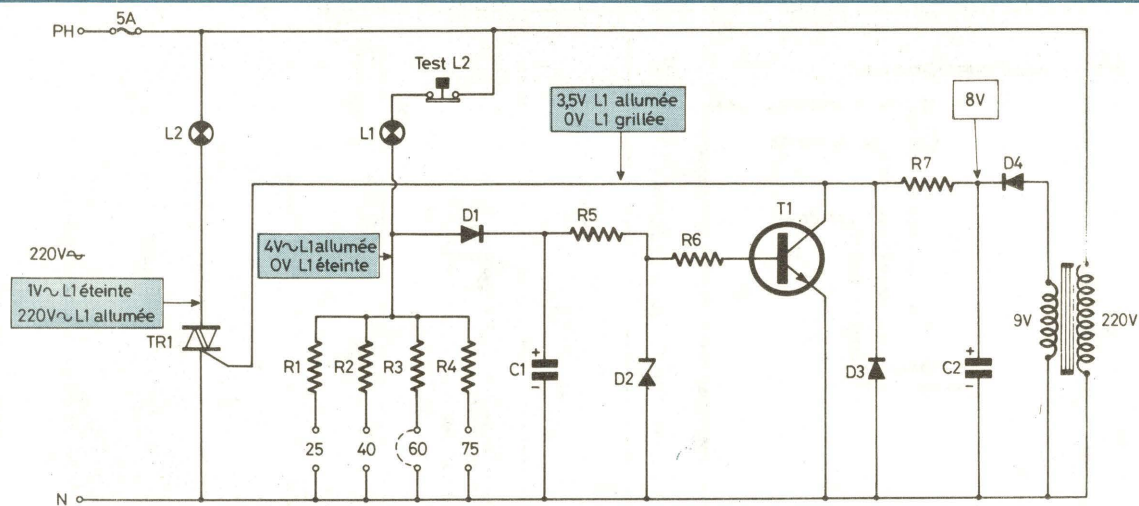 PH
5A
Test L2
L2
L1
3,5V L1 allumée
0V L1 grillée
8V
R7
D4
T1
D1
R5
R6
4V~L1 allumée
0V L1 éteinte
220V~
1V~ L1 éteinte
220V~ L1 allumée
TR1
9V
220V
R1
R2
R3
R4
+
C1
-
D2
D3
+
C2
-
25
40
60
75
N